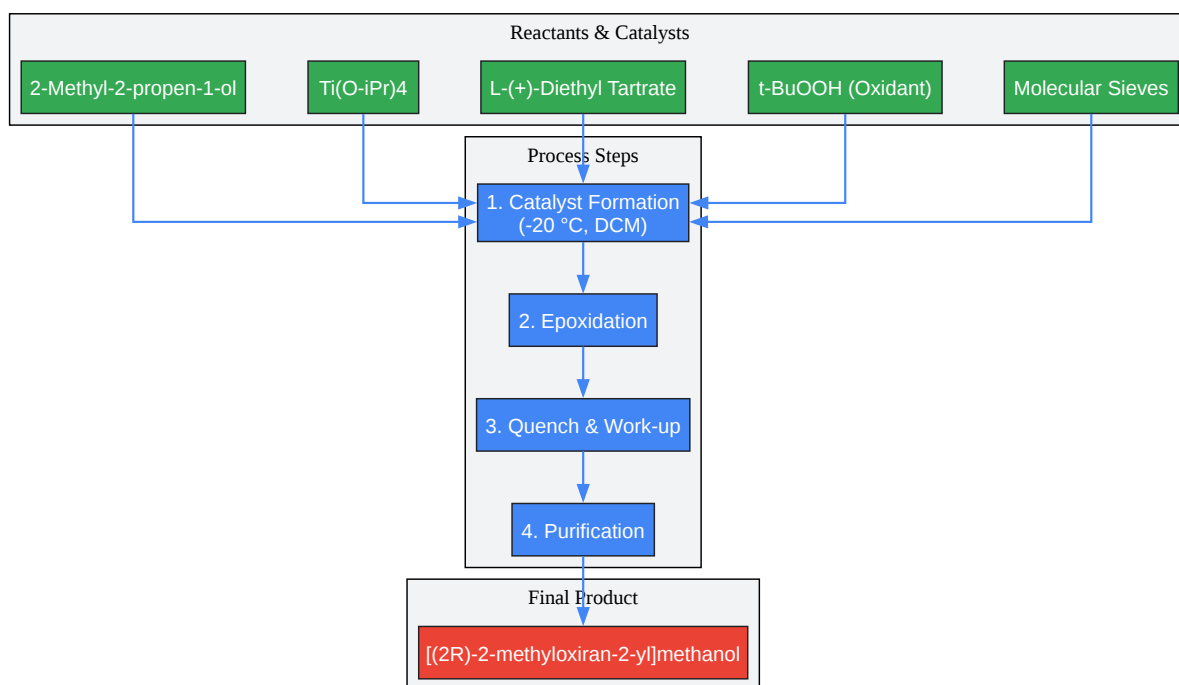 Reactants & Catalysts
2-Methyl-2-propen-1-ol
Ti(O-iPr)4
L-(+)-Diethyl Tartrate
t-BuOOH (Oxidant)
Molecular Sieves
Process Steps
1. Catalyst Formation
(-20 °C, DCM)
2. Epoxidation
3. Quench & Work-up
4. Purification
Final Product
[(2R)-2-methyloxiran-2-yl]methanol